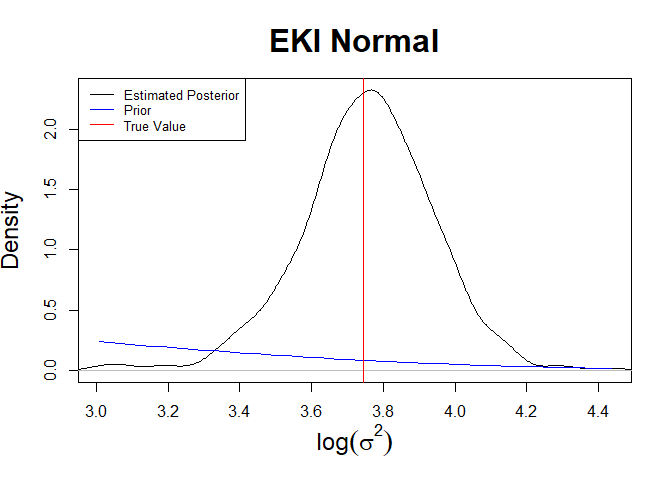 EKI Normal
Estimated Posterior
Prior
True Value
Density
2.0
1.5
1.0
0.5
0.0
3.0 3.2 3.4 3.6 3.8 4.0 4.2 4.4
log(σ²)